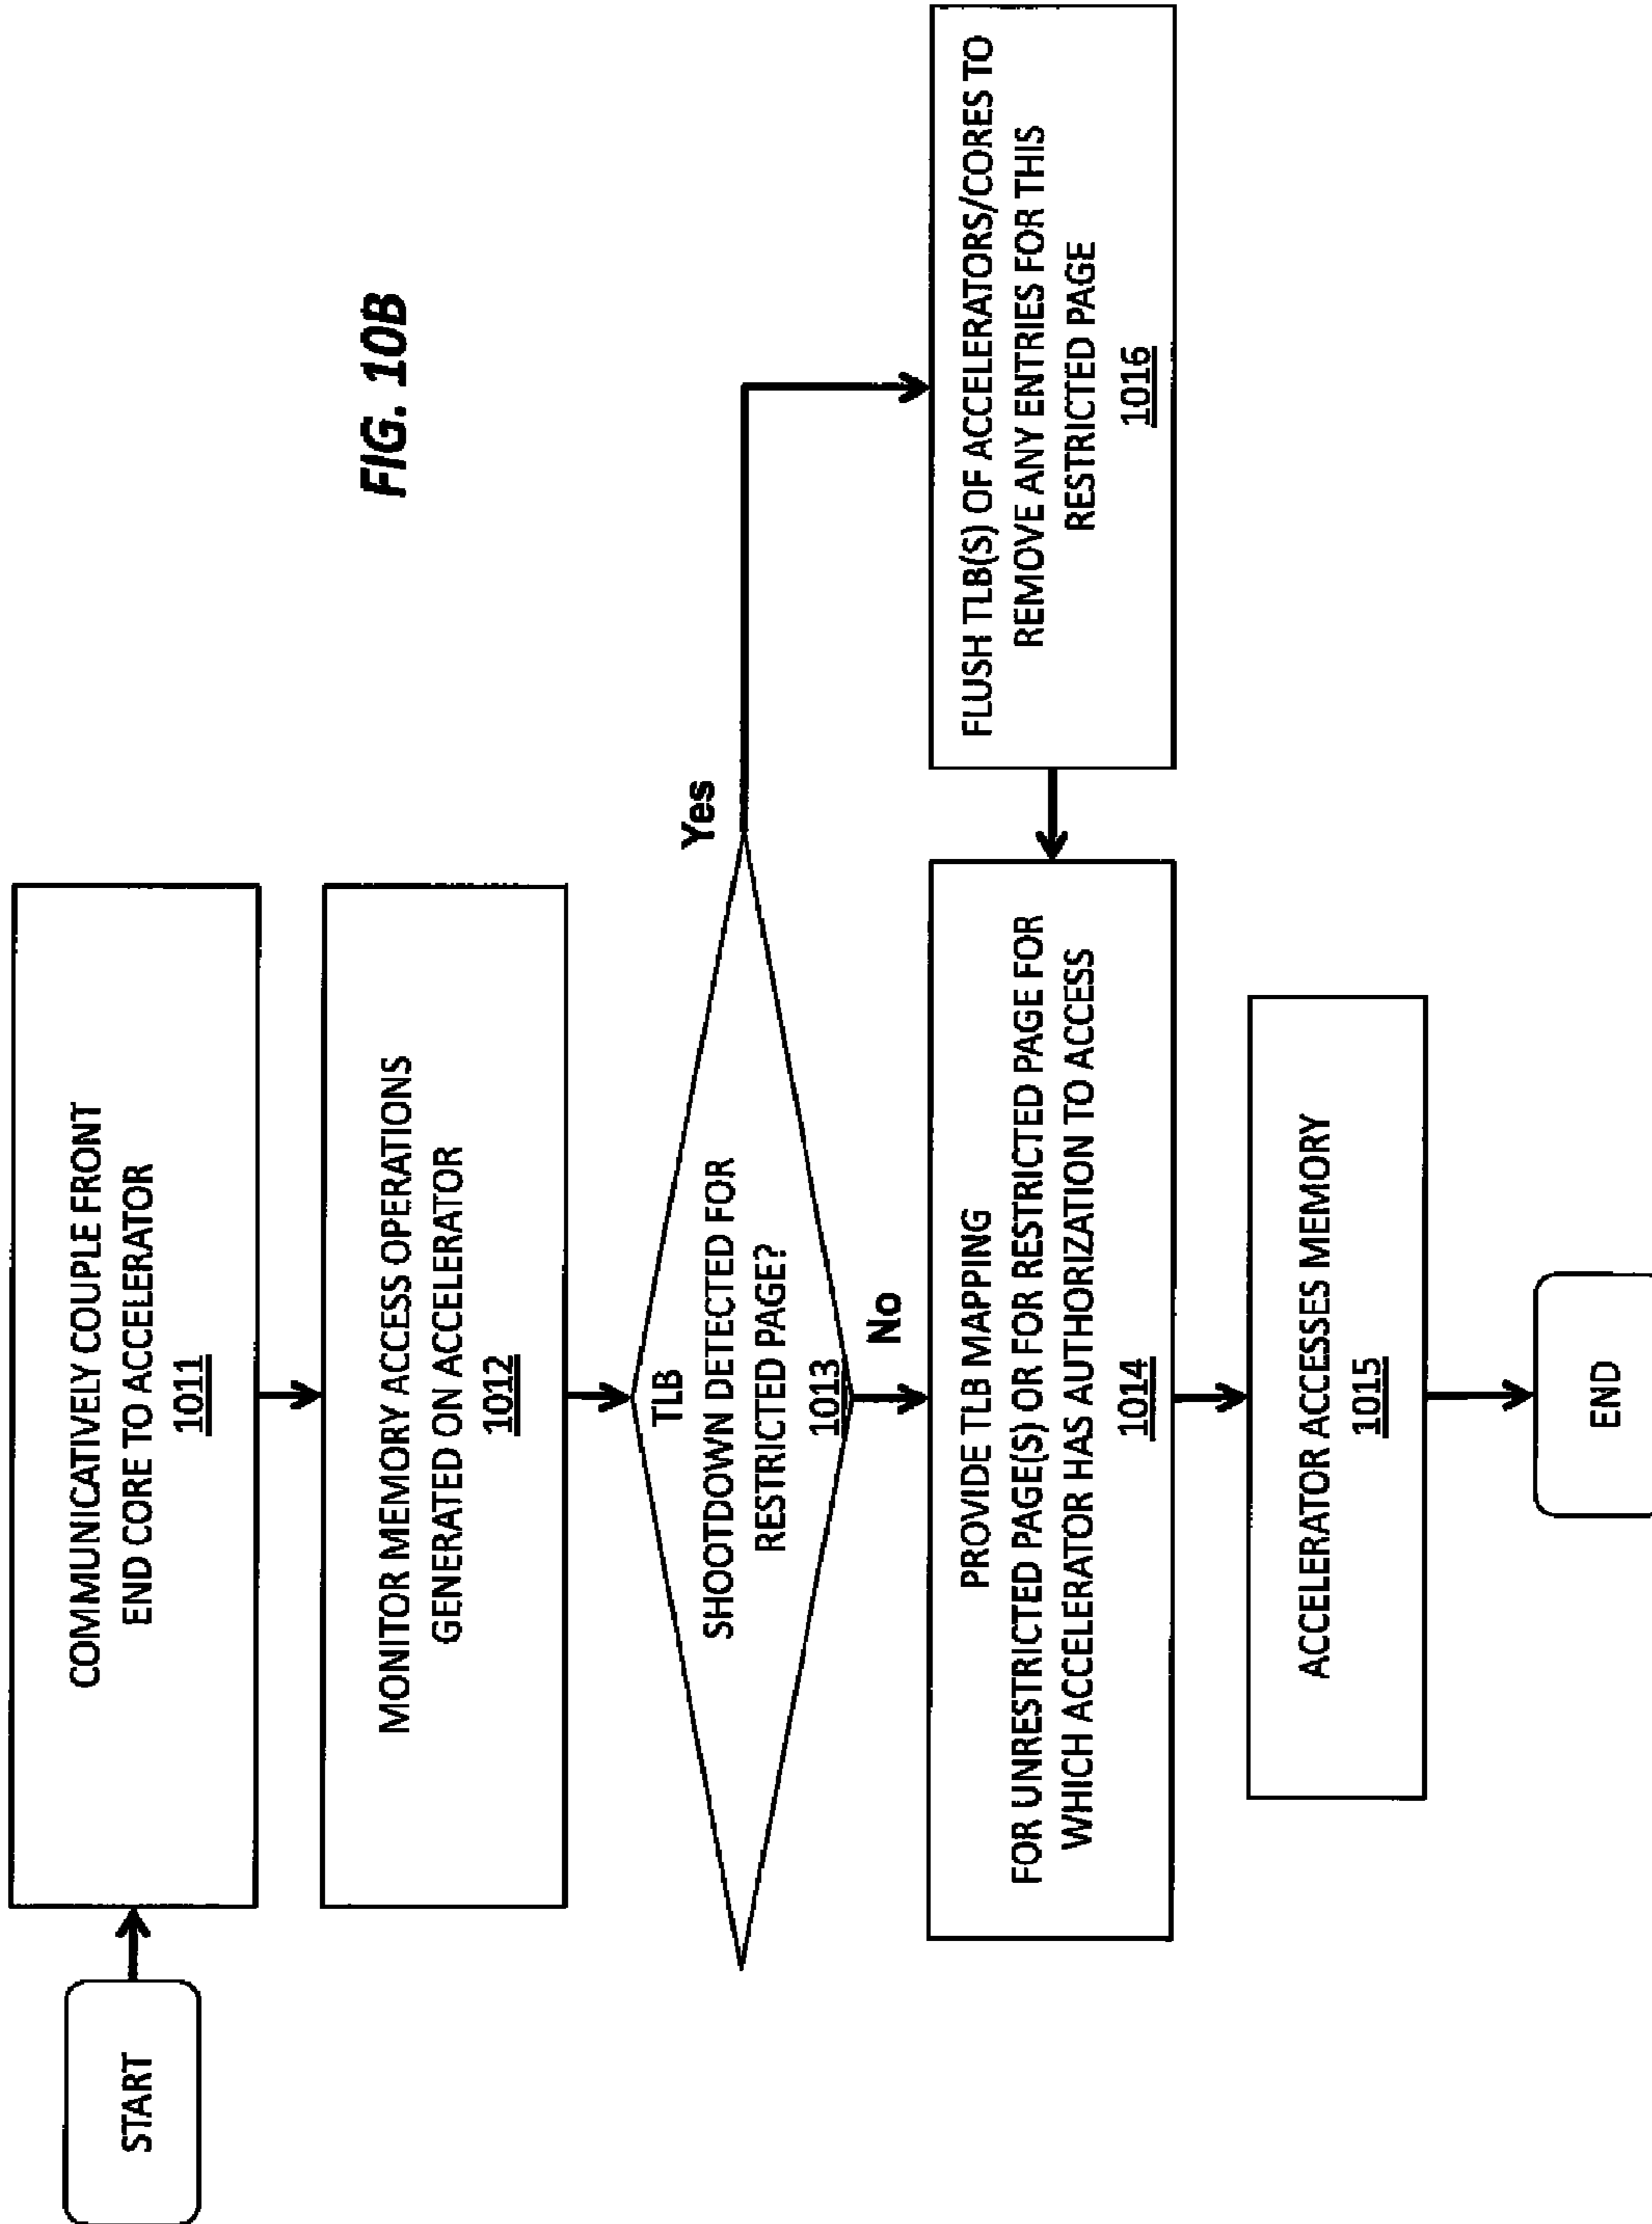 FIG. 10B
START
COMMUNICATIVELY COUPLE FRONT
END CORE TO ACCELERATOR
1011
MONITOR MEMORY ACCESS OPERATIONS
GENERATED ON ACCELERATOR
1012
TLB
SHOOTDOWN DETECTED FOR
RESTRICTED PAGE?
1013
Yes
No
FLUSH TLB(S) OF ACCELERATORS/CORES TO
REMOVE ANY ENTRIES FOR THIS
RESTRICTED PAGE
1016
PROVIDE TLB MAPPING
FOR UNRESTRICTED PAGE(S) OR FOR RESTRICTED PAGE FOR
WHICH ACCELERATOR HAS AUTHORIZATION TO ACCESS
1014
ACCELERATOR ACCESSES MEMORY
1015
END